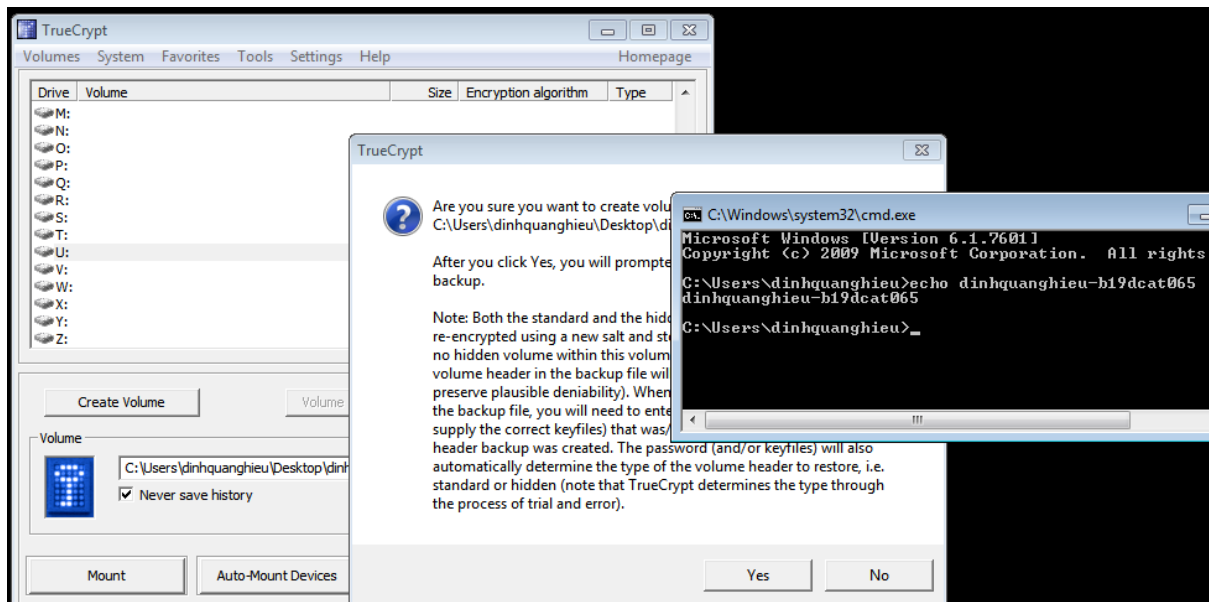 TrueCrypt
Volumes System Favorites Tools Settings Help Homepage
Drive Volume Size Encryption algorithm Type
M:
N:
O:
P:
Q:
R:
S:
T:
U:
V:
W:
X:
Y:
Z:
Create Volume Volume
Volume
C:\Users\dinhquanghieu\Desktop\dinh
Never save history
Mount Auto-Mount Devices
TrueCrypt
Are you sure you want to create volu
C:\Users\dinhquanghieu\Desktop\di
After you click Yes, you will prompte
backup.
Note: Both the standard and the hidd
re-encrypted using a new salt and st
no hidden volume within this volum
volume header in the backup file wil
preserve plausible deniability). When
the backup file, you will need to ente
supply the correct keyfiles) that was/
header backup was created. The password (and/or keyfiles) will also
automatically determine the type of the volume header to restore, i.e.
standard or hidden (note that TrueCrypt determines the type through
the process of trial and error).
Yes No
C:\Windows\system32\cmd.exe
Microsoft Windows [Version 6.1.7601]
Copyright (c) 2009 Microsoft Corporation. All rights
C:\Users\dinhquanghieu>echo dinhquanghieu-b19dcat065
dinhquanghieu-b19dcat065
C:\Users\dinhquanghieu>_